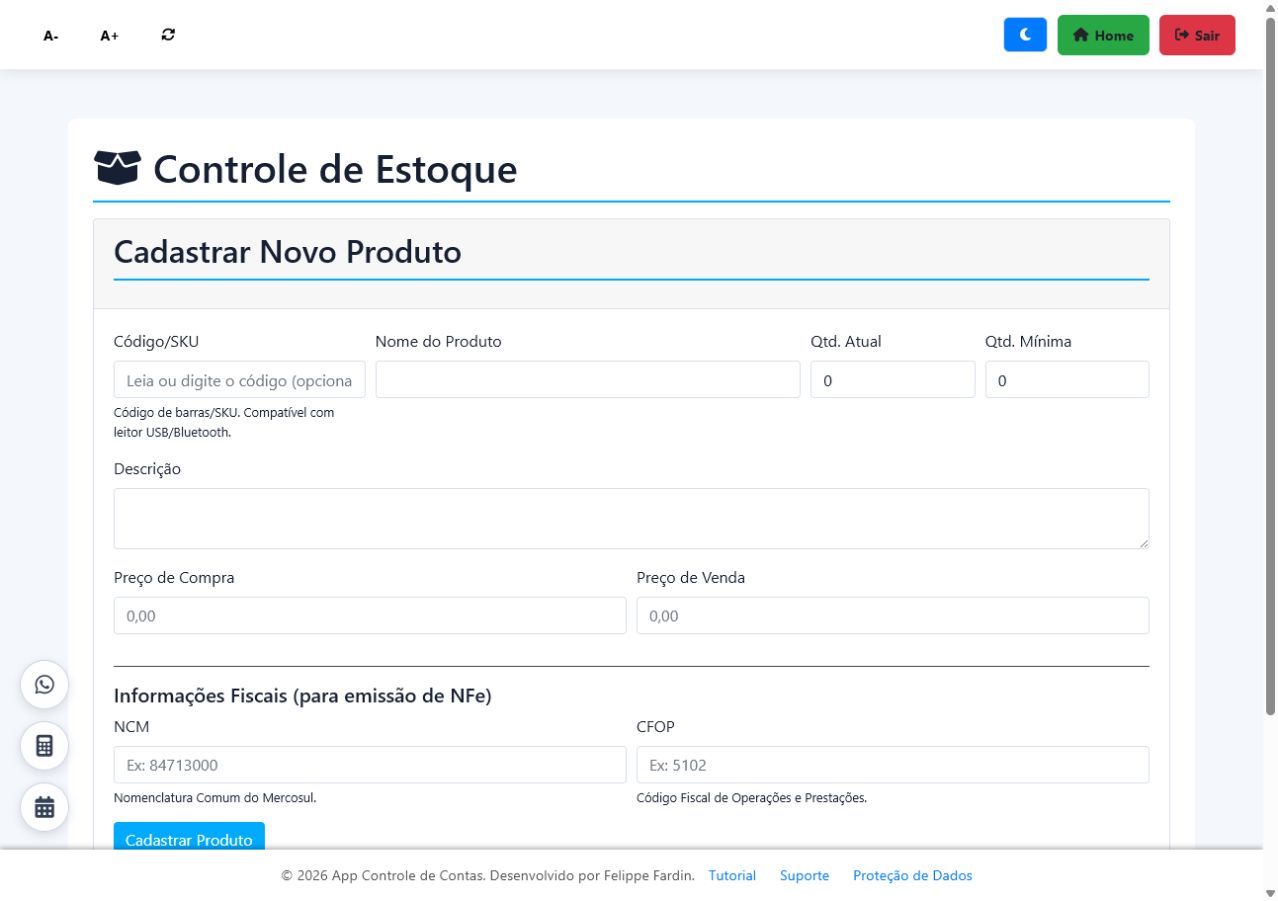 A- A+ Home Sair
Controle de Estoque
Cadastrar Novo Produto
Código/SKU Nome do Produto Qtd. Atual Qtd. Mínima
Leia ou digite o código (opciona 0 0
Código de barras/SKU. Compatível com
leitor USB/Bluetooth.
Descrição
Preço de Compra Preço de Venda
0,00 0,00
Informações Fiscais (para emissão de NFe)
NCM CFOP
Ex: 84713000 Ex: 5102
Nomenclatura Comum do Mercosul. Código Fiscal de Operações e Prestações.
Cadastrar Produto
© 2026 App Controle de Contas. Desenvolvido por Felippe Fardin. Tutorial Suporte Proteção de Dados